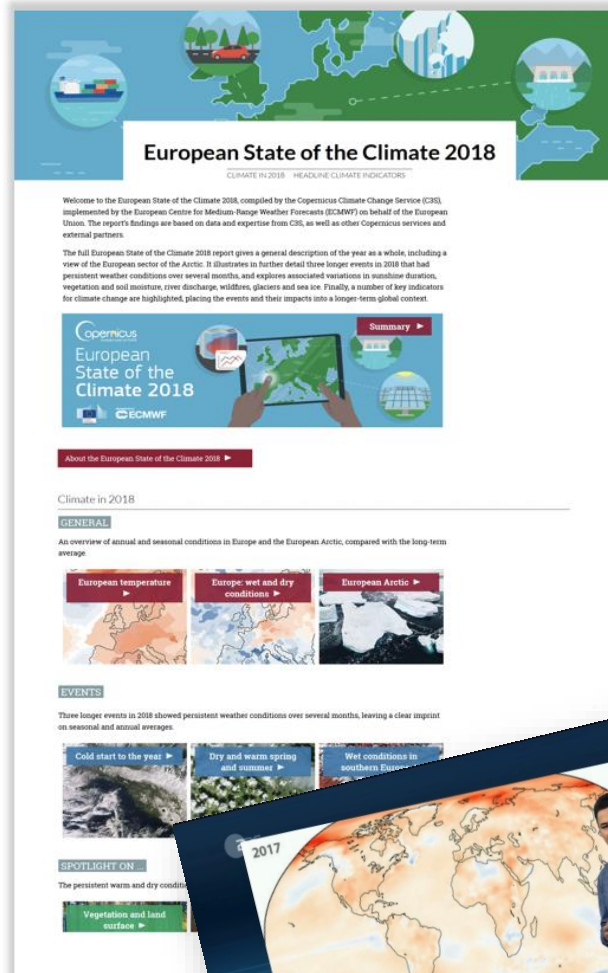 European State of the Climate 2018
CLIMATE IN 2018 HEADLINE CLIMATE INDICATORS
Welcome to the European State of the Climate 2018, compiled by the Copernicus Climate Change Service (C3S),
implemented by the European Centre for Medium-Range Weather Forecasts (ECMWF) on behalf of the European
Union. The report's findings are based on data and expertise from C3S, as well as other Copernicus services and
external partners.
The full European State of the Climate 2018 report gives a general description of the year as a whole, including a
view of the European sector of the Arctic. It illustrates in further detail three longer events in 2018 that had
persistent weather conditions over several months, and explores associated variations in sunshine duration,
vegetation and soil moisture, river discharge, wildfires, glaciers and sea ice. Finally, a number of key indicators
for climate change are highlighted, placing the events and their impacts into a longer-term global context.
Summary
Copernicus
European
State of the
Climate 2018
ECMWF
About the European State of the Climate 2018
Climate in 2018
GENERAL
An overview of annual and seasonal conditions in Europe and the European Arctic, compared with the long-term
average
European temperature
Europe: wet and dry
conditions
European Arctic
EVENTS
Three longer events in 2018 showed persistent weather conditions over several months, leaving a clear imprint
on seasonal and annual averages.
Cold start to the year
Dry and warm spring
and summer
Wet conditions in
southern
2017
SPOTLIGHT ON ...
The persistent warm and dry
Vegetation and land
surface